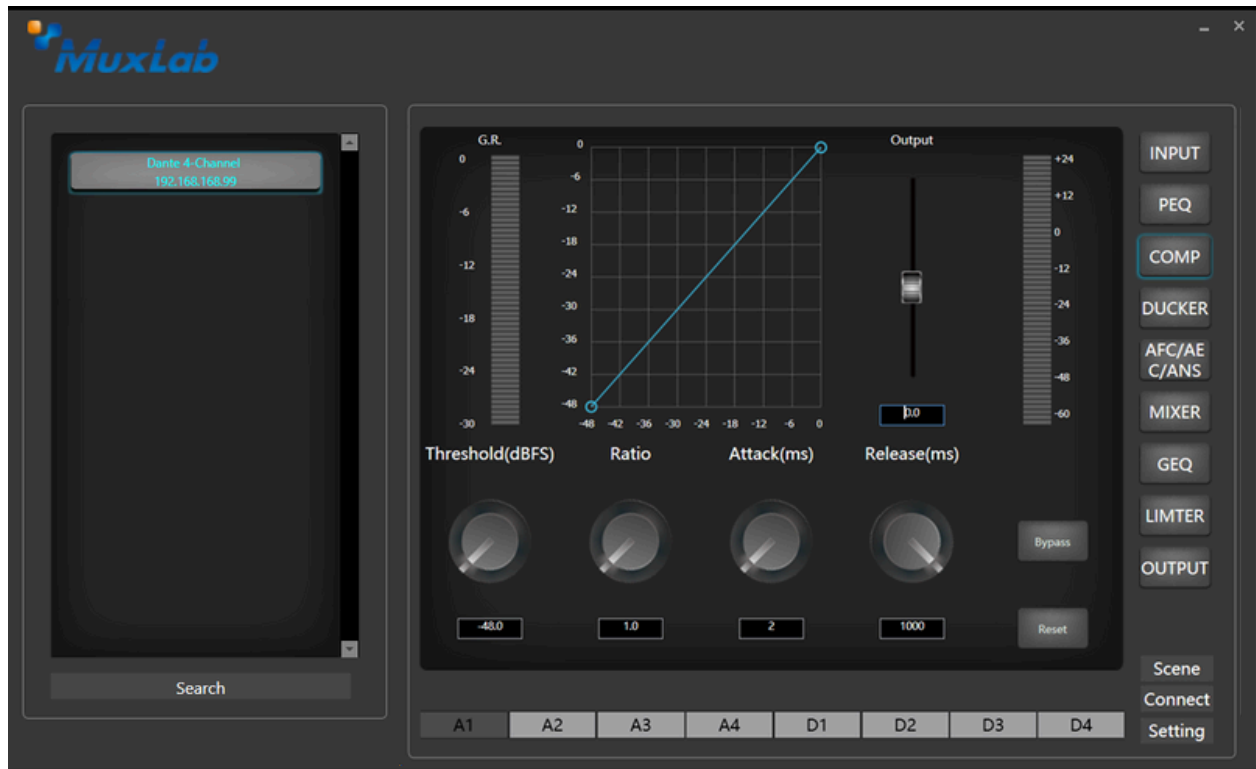 MuxLab
Dante 4-Channel
192.168.168.99
Search
G.R.
0
-6
-12
-18
-24
-30
0
-6
-12
-18
-24
-30
-36
-42
-48
-48 -42 -36 -30 -24 -18 -12 -6 0
Output
0.0
+24
+12
0
-12
-24
-36
-48
-60
Threshold(dBFS) Ratio Attack(ms) Release(ms)
-48.0 1.0 2 1000
Bypass
Reset
A1 A2 A3 A4 D1 D2 D3 D4
INPUT
PEQ
COMP
DUCKER
AFC/AE
C/ANS
MIXER
GEQ
LIMTER
OUTPUT
Scene
Connect
Setting